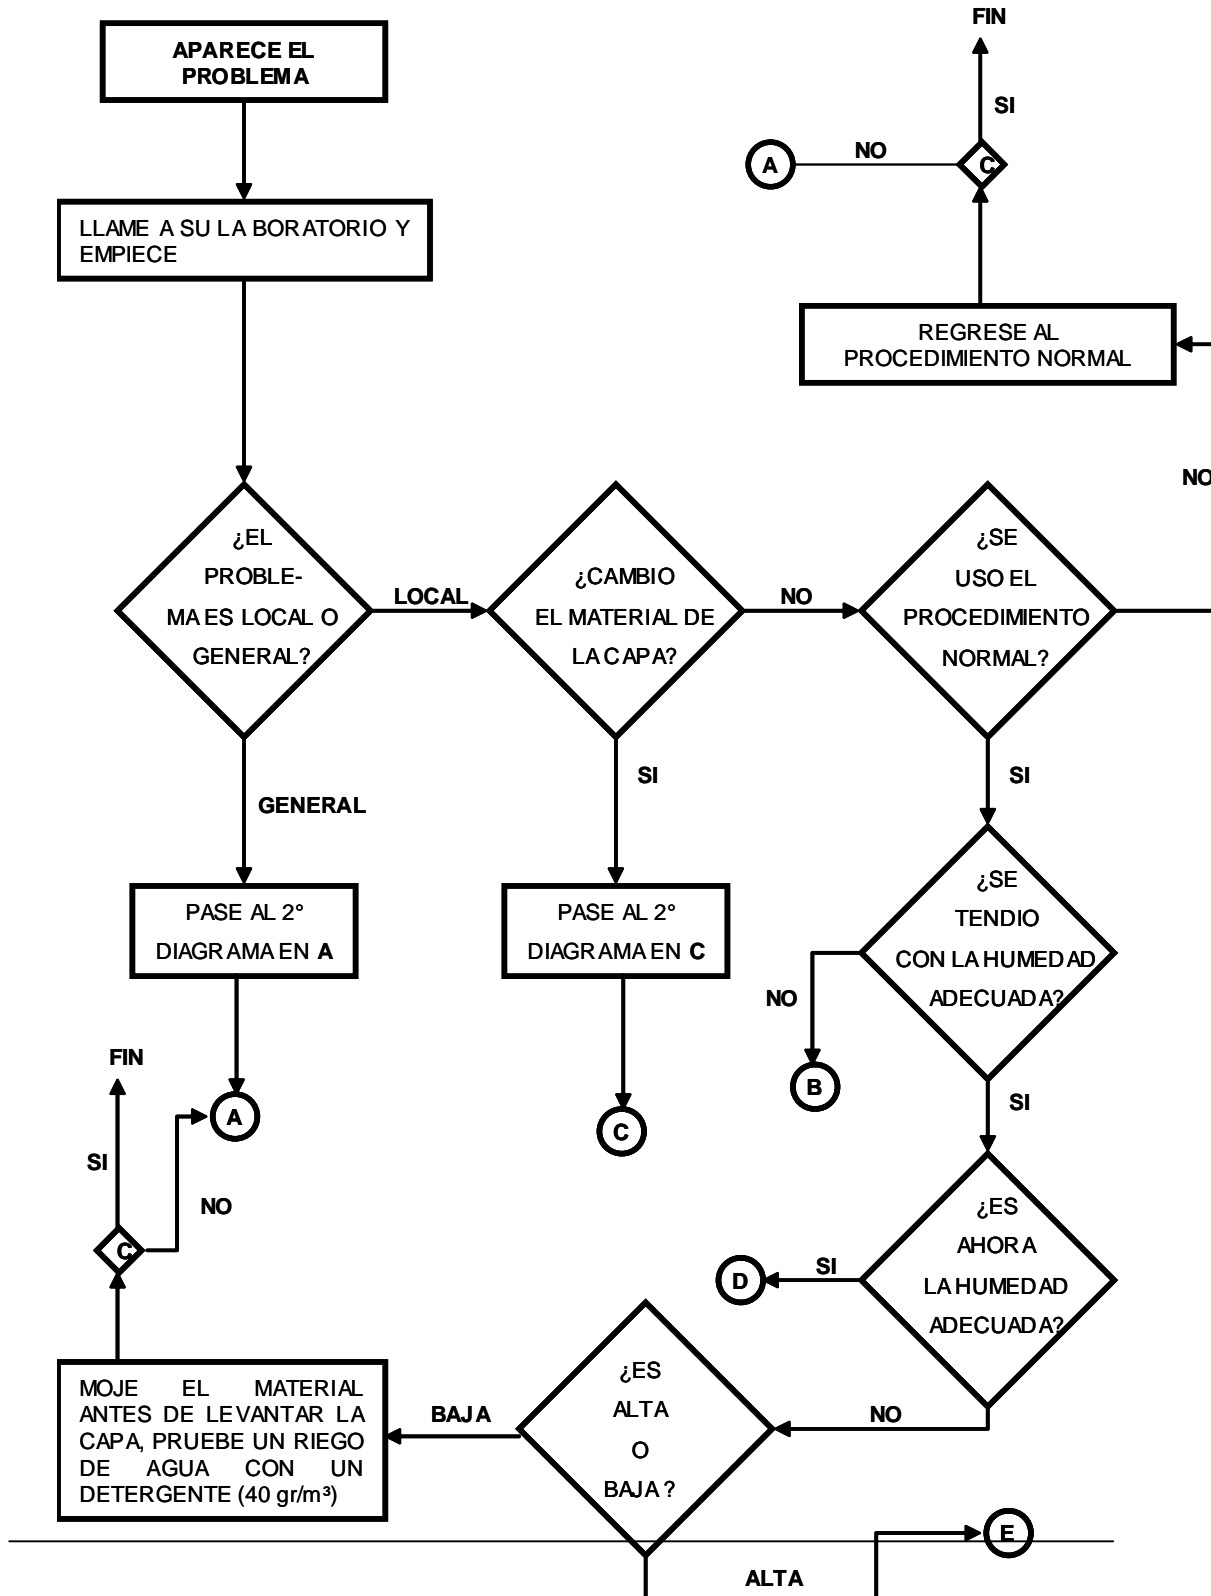 APARECE EL
PROBLEMA
LLAME A SU LA BORATORIO Y
EMPIECE
FIN
SI
A
NO
C
REGRESE AL
PROCEDIMIENTO NORMAL
NO
¿EL
PROBLE-
MA ES LOCAL O
GENERAL?
LOCAL
¿CAMBIO
EL MATERIAL DE
LA CAPA?
NO
¿SE
USO EL
PROCEDIMIENTO
NORMAL?
GENERAL
SI
SI
PASE AL 2°
DIAGRAMA EN A
PASE AL 2°
DIAGRAMA EN C
¿SE
TENDIO
CON LA HUMEDAD
ADECUADA?
NO
B
SI
FIN
A
C
SI
NO
C
¿ES
AHORA
LA HUMEDAD
ADECUADA?
SI
D
NO
¿ES
ALTA
O
BAJA?
BAJA
MOJE EL MATERIAL
ANTES DE LEVANTAR LA
CAPA, PRUEBE UN RIEGO
DE AGUA CON UN
DETERGENTE (40 gr/m³)
E
ALTA